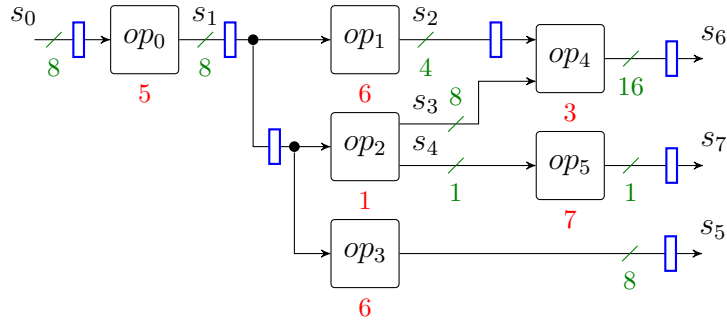 s₀ s₁ s₂ s₆
op₀ op₁ op₄
8 8 4 16
5 6 s₃ 8 3
s₄ s₇
op₂ op₅
1 1
1 7 s₅
op₃
8
6